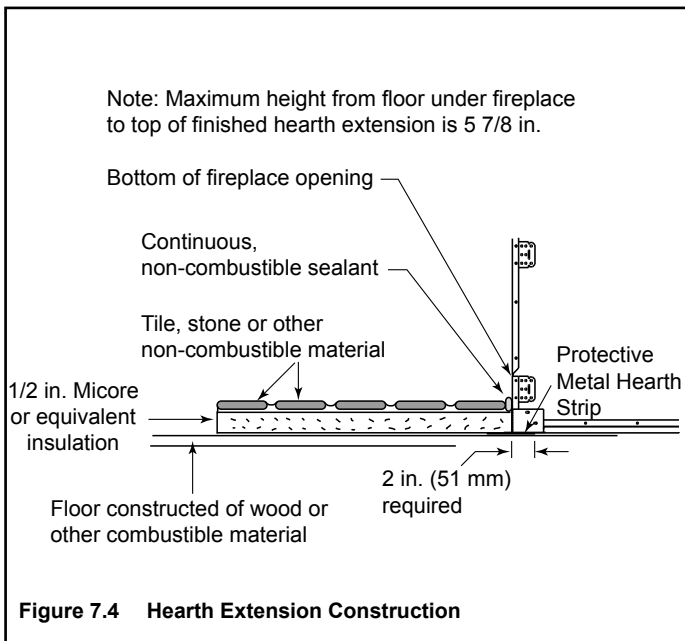 Note: Maximum height from floor under fireplace
to top of finished hearth extension is 5 7/8 in.
Bottom of fireplace opening
Continuous,
non-combustible sealant
Tile, stone or other
non-combustible material
Protective
Metal Hearth
Strip
1/2 in. Micore
or equivalent
insulation
2 in. (51 mm)
required
Floor constructed of wood or
other combustible material
Figure 7.4 Hearth Extension Construction